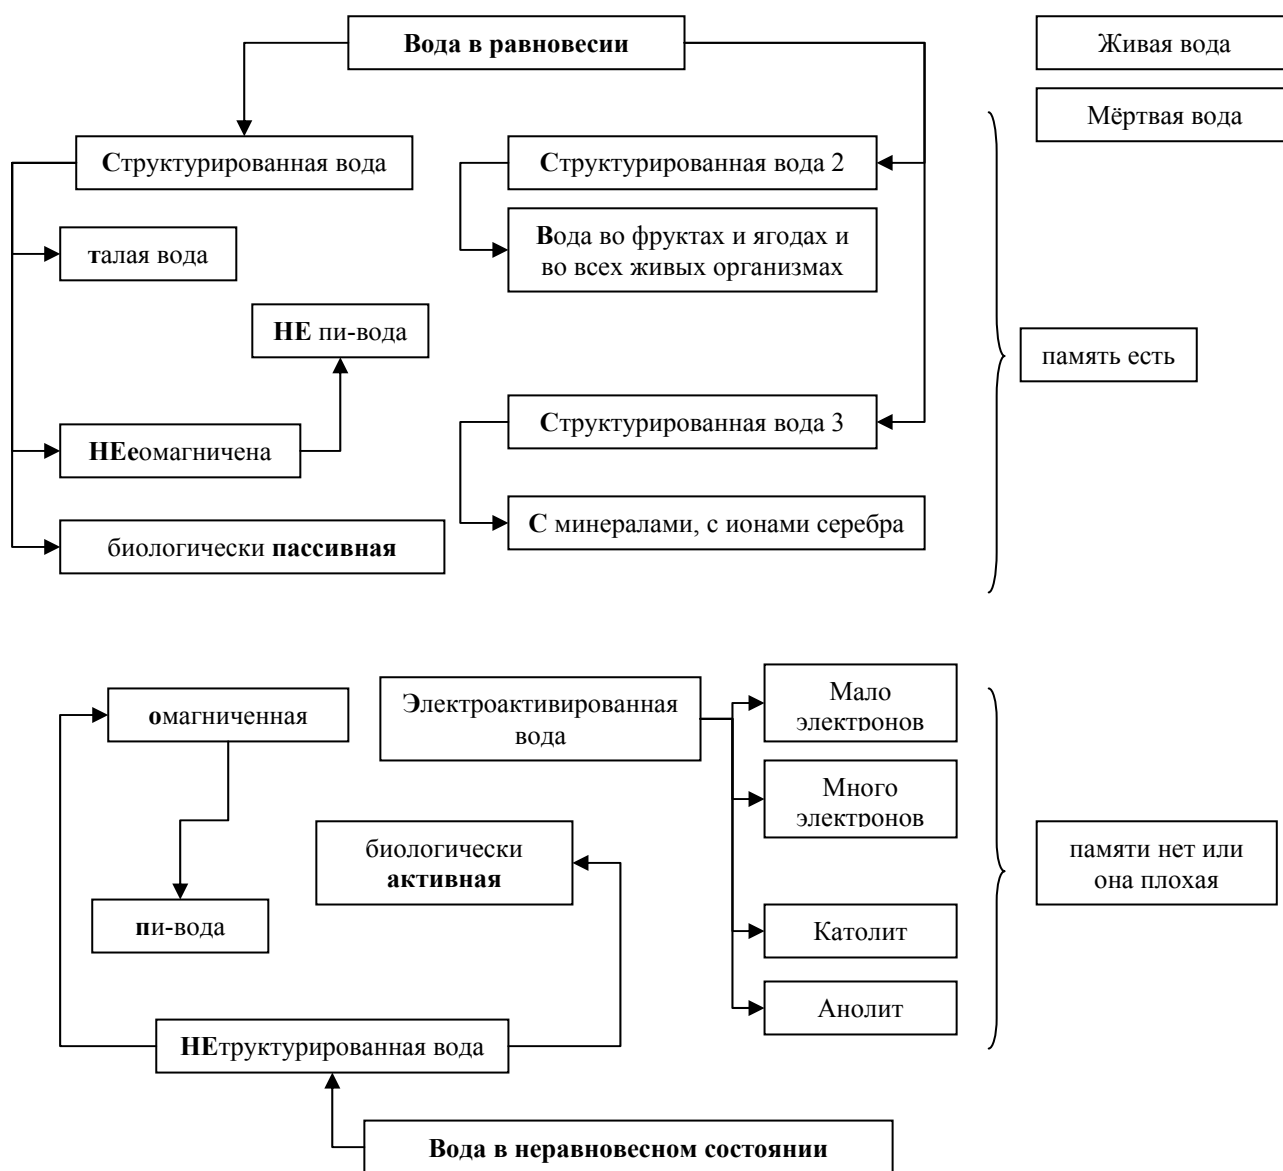 Вода в равновесии
Живая вода
Мёртвая вода
Структурированная вода
Структурированная вода 2
талая вода
Вода во фруктах и ягодах и
во всех живых организмах
НЕ пи-вода
память есть
Структурированная вода 3
НЕеомагничена
С минералами, с ионами серебра
биологически пассивная
омагниченная
Электроактивированная
вода
Мало
электронов
Много
электронов
биологически
активная
памяти нет или
она плохая
пи-вода
Католит
Анолит
НЕтруктурированная вода
Вода в неравновесном состоянии